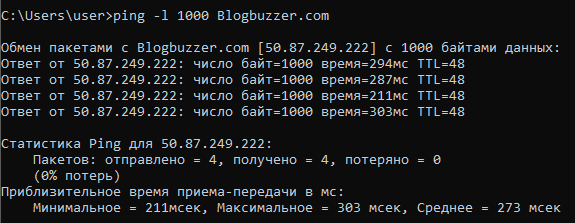 C:\Users\user>ping -l 1000 Blogbuzzer.com
Обмен пакетами с Blogbuzzer.com [50.87.249.222] с 1000 байтами данных:
Ответ от 50.87.249.222: число байт=1000 время=294мс TTL=48
Ответ от 50.87.249.222: число байт=1000 время=287мс TTL=48
Ответ от 50.87.249.222: число байт=1000 время=211мс TTL=48
Ответ от 50.87.249.222: число байт=1000 время=303мс TTL=48
Статистика Ping для 50.87.249.222:
Пакетов: отправлено = 4, получено = 4, потеряно = 0
(0% потерь)
Приблизительное время приема-передачи в мс:
Минимальное = 211мсек, Максимальное = 303 мсек, Среднее = 273 мсек